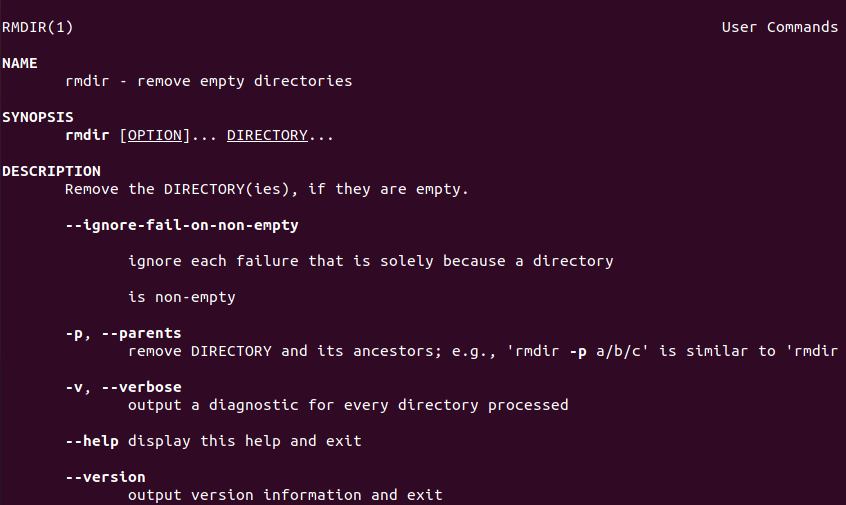 RMDIR(1) User Commands
NAME
rmdir - remove empty directories
SYNOPSIS
rmdir [OPTION]... DIRECTORY...
DESCRIPTION
Remove the DIRECTORY(ies), if they are empty.
--ignore-fail-on-non-empty
ignore each failure that is solely because a directory
is non-empty
-p, --parents
remove DIRECTORY and its ancestors; e.g., 'rmdir -p a/b/c' is similar to 'rmdir
-v, --verbose
output a diagnostic for every directory processed
--help display this help and exit
--version
output version information and exit